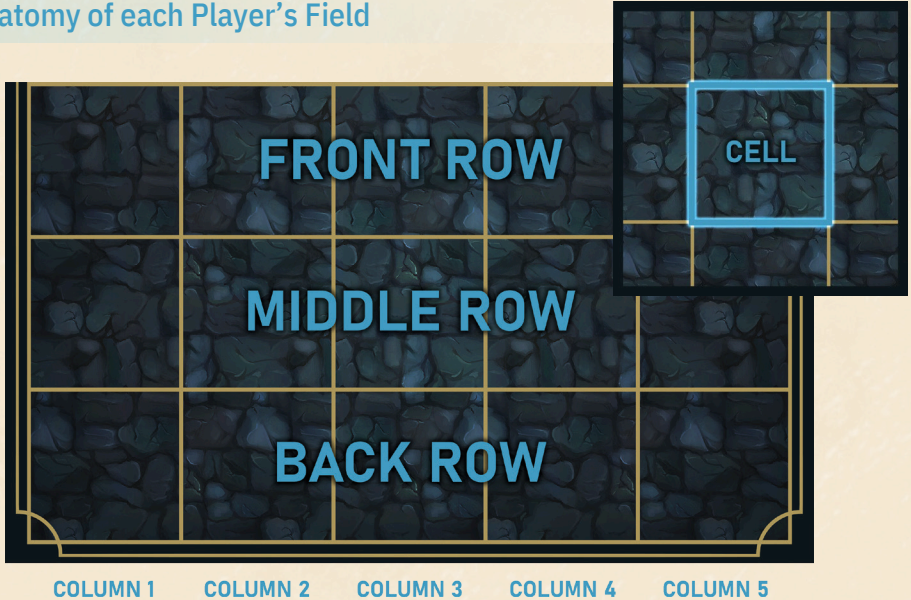 atomy of each Player’s Field
FRONT ROW
CELL
MIDDLE ROW
BACK ROW
COLUMN 1 COLUMN 2 COLUMN 3 COLUMN 4 COLUMN 5